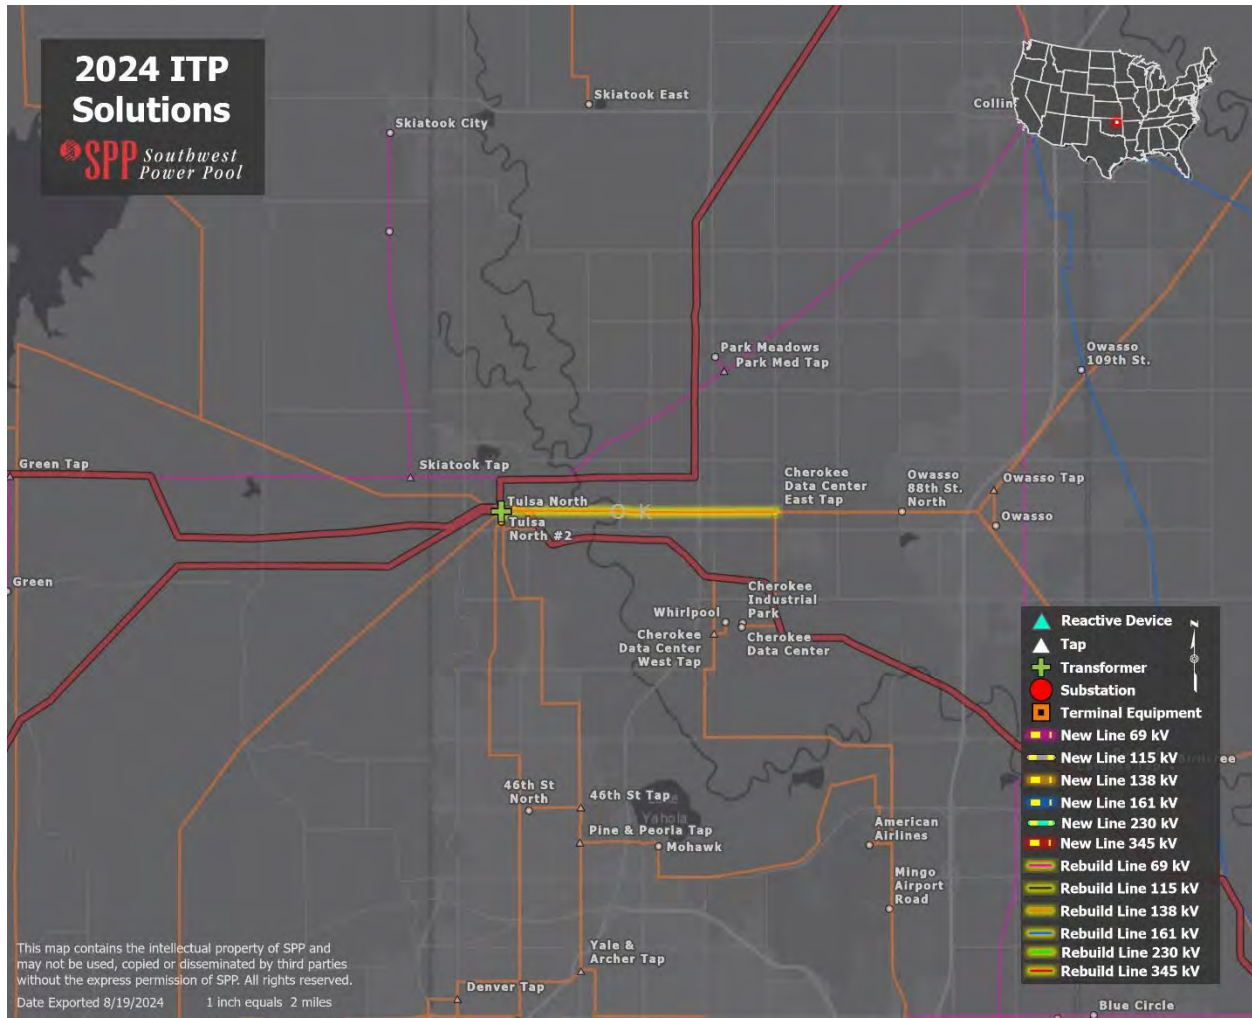 2024 ITP
Solutions
SPP Southwest
Power Pool
Skiatook East
Skiatook City
Collin
Park Meadows
Park Med Tap
Owasso
109th St.
Green Tap
Skiatook Tap
Tulsa North
Tulsa
North #2
O K
Cherokee
Data Center
East Tap
Owasso
88th St.
North
Owasso Tap
Owasso
Green
Cherokee
Industrial
Park
Whirlpool
Cherokee
Data Center
West Tap
Cherokee
Data Center
46th St
North
46th St Tap
Yahola
Pine & Peoria Tap
Mohawk
American
Airlines
Mingo
Airport
Road
Yale &
Archer Tap
Denver Tap
Blue Circle
Reactive Device
Tap
Transformer
Substation
Terminal Equipment
New Line 69 kV
New Line 115 kV
New Line 138 kV
New Line 161 kV
New Line 230 kV
New Line 345 kV
Rebuild Line 69 kV
Rebuild Line 115 kV
Rebuild Line 138 kV
Rebuild Line 161 kV
Rebuild Line 230 kV
Rebuild Line 345 kV
N
This map contains the intellectual property of SPP and
may not be used, copied or disseminated by third parties
without the express permission of SPP. All rights reserved.
Date Exported 8/19/2024 1 inch equals 2 miles